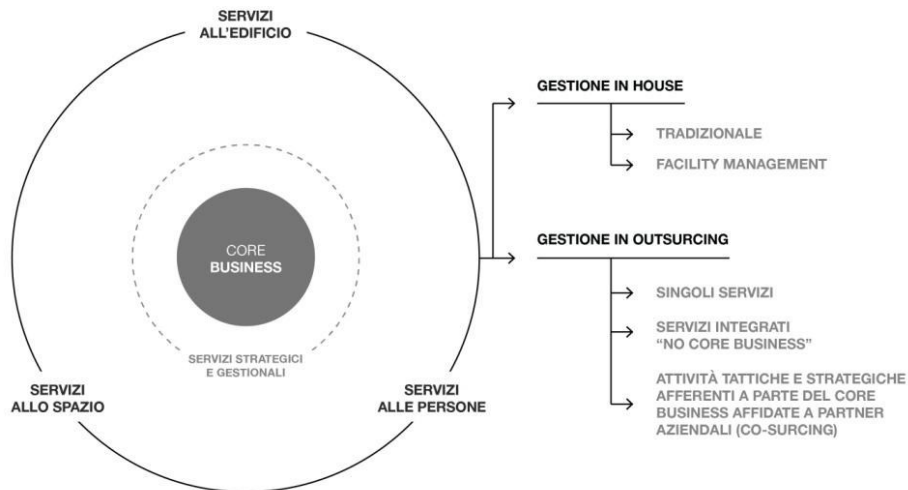 SERVIZI
ALL'EDIFICIO
CORE
BUSINESS
SERVIZI STRATEGICI
E GESTIONALI
SERVIZI
ALLO SPAZIO
SERVIZI
ALLE PERSONE
GESTIONE IN HOUSE
TRADIZIONALE
FACILITY MANAGEMENT
GESTIONE IN OUTSURCING
SINGOLI SERVIZI
SERVIZI INTEGRATI
“NO CORE BUSINESS”
ATTIVITÀ TATTICHE E STRATEGICHE
AFFERENTI A PARTE DEL CORE
BUSINESS AFFIDATE A PARTNER
AZIENDALI (CO-SURCING)